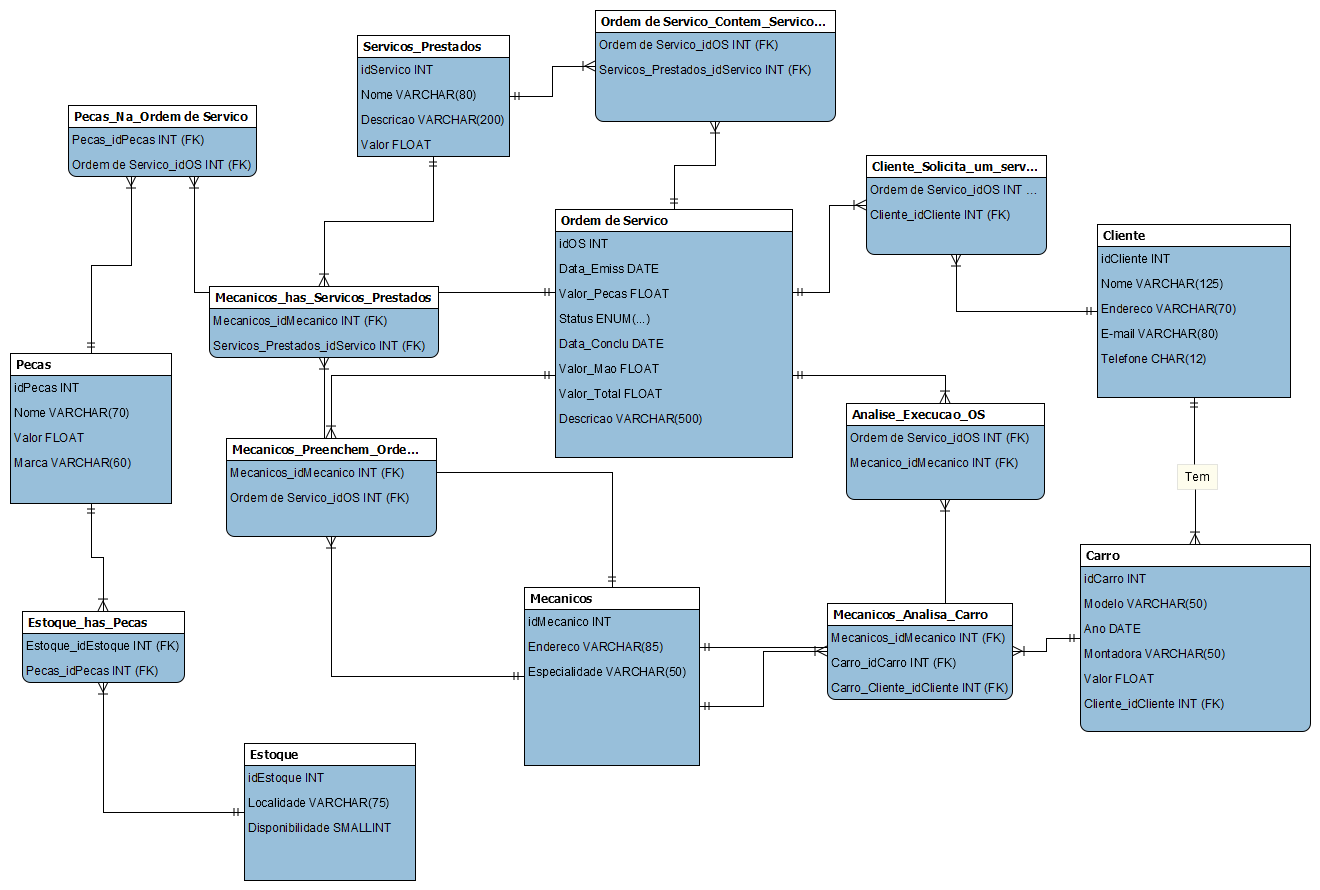 Ordem de Servico_Contem_Servico...
Ordem de Servico_idOS INT (FK)
Servicos_Prestados_idServico INT (FK)
Servicos_Prestados
idServico INT
Nome VARCHAR(80)
Descricao VARCHAR(200)
Valor FLOAT
Pecas_Na_Ordem de Servico
Pecas_idPecas INT (FK)
Ordem de Servico_idOS INT (FK)
Cliente_Solicita_um_serv...
Ordem de Servico_idOS INT ...
Cliente_idCliente INT (FK)
Ordem de Servico
idOS INT
Data_Emiss DATE
Valor_Pecas FLOAT
Status ENUM(...)
Data_Conclu DATE
Valor_Mao FLOAT
Valor_Total FLOAT
Descricao VARCHAR(500)
Cliente
idCliente INT
Nome VARCHAR(125)
Endereco VARCHAR(70)
E-mail VARCHAR(80)
Telefone CHAR(12)
Mecanicos_has_Servicos_Prestados
Mecanicos_idMecanico INT (FK)
Servicos_Prestados_idServico INT (FK)
Pecas
idPecas INT
Nome VARCHAR(70)
Valor FLOAT
Marca VARCHAR(60)
Analise_Execucao_OS
Ordem de Servico_idOS INT (FK)
Mecanico_idMecanico INT (FK)
Mecanicos_Preenchem_Orde...
Mecanicos_idMecanico INT (FK)
Ordem de Servico_idOS INT (FK)
Tem
Carro
idCarro INT
Modelo VARCHAR(50)
Ano DATE
Montadora VARCHAR(50)
Valor FLOAT
Cliente_idCliente INT (FK)
Mecanicos
idMecanico INT
Endereco VARCHAR(85)
Especialidade VARCHAR(50)
Mecanicos_Analisa_Carro
Mecanicos_idMecanico INT (FK)
Carro_idCarro INT (FK)
Carro_Cliente_idCliente INT (FK)
Estoque_has_Pecas
Estoque_idEstoque INT (FK)
Pecas_idPecas INT (FK)
Estoque
idEstoque INT
Localidade VARCHAR(75)
Disponibilidade SMALLINT